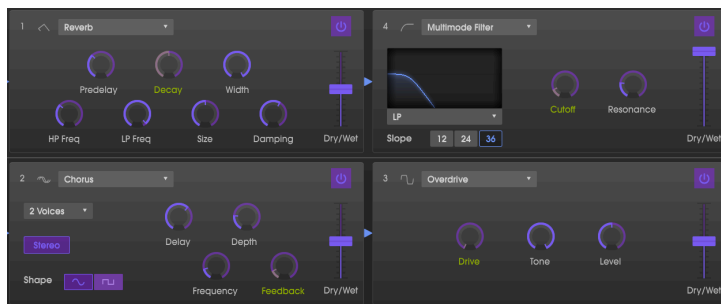 1 Reverb
Predelay Decay Width
HP Freq LP Freq Size Damping Dry/Wet
4 Multimode Filter
LP
Cutoff Resonance
Slope 12 24 36 Dry/Wet
2 Chorus
2 Voices
Stereo
Delay Depth
Shape
Frequency Feedback Dry/Wet
3 Overdrive
Drive Tone Level
Dry/Wet